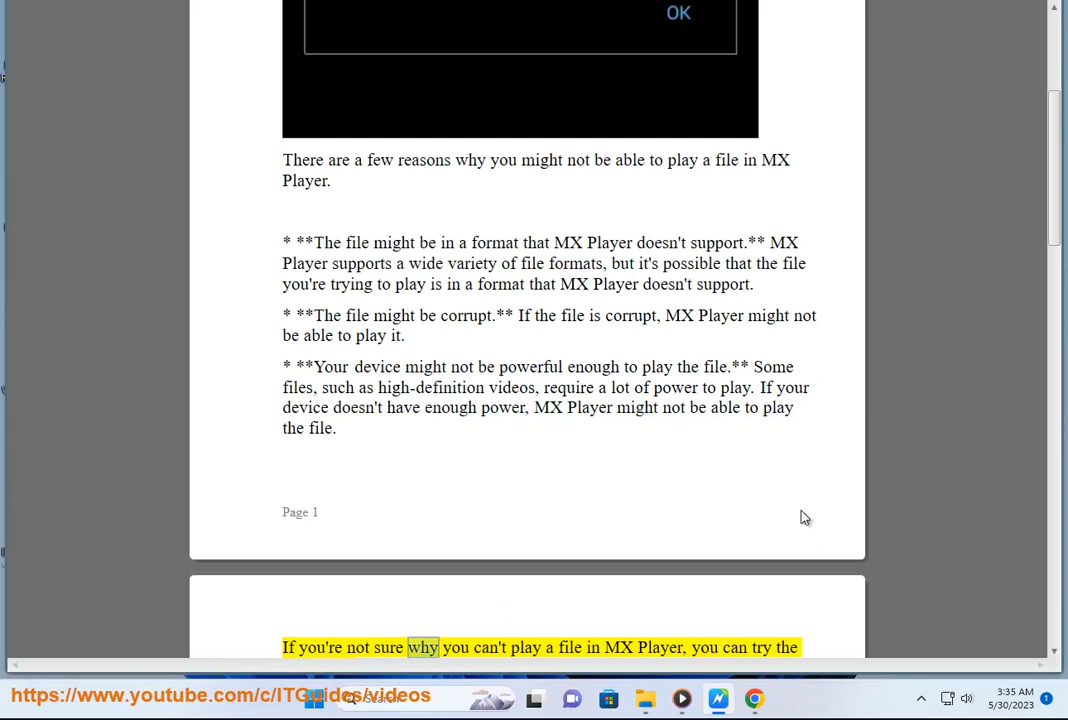 OK
There are a few reasons why you might not be able to play a file in MX
Player.
* **The file might be in a format that MX Player doesn't support.** MX
Player supports a wide variety of file formats, but it's possible that the file
you're trying to play is in a format that MX Player doesn't support.
* **The file might be corrupt.** If the file is corrupt, MX Player might not
be able to play it.
* **Your device might not be powerful enough to play the file.** Some
files, such as high-definition videos, require a lot of power to play. If your
device doesn't have enough power, MX Player might not be able to play
the file.
Page 1
If you're not sure why you can't play a file in MX Player, you can try the
https://www.youtube.com/c/ITGuides/videos
Search
3:35 AM
5/30/2023
1